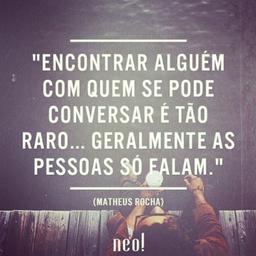 "ENCONTRAR ALGUÉM
COM QUEM SE PODE
CONVERSAR É TÃO
RARO... GERALMENTE AS
PESSOAS SÓ FALAM."
(MATHEUS ROCHA)
neo!